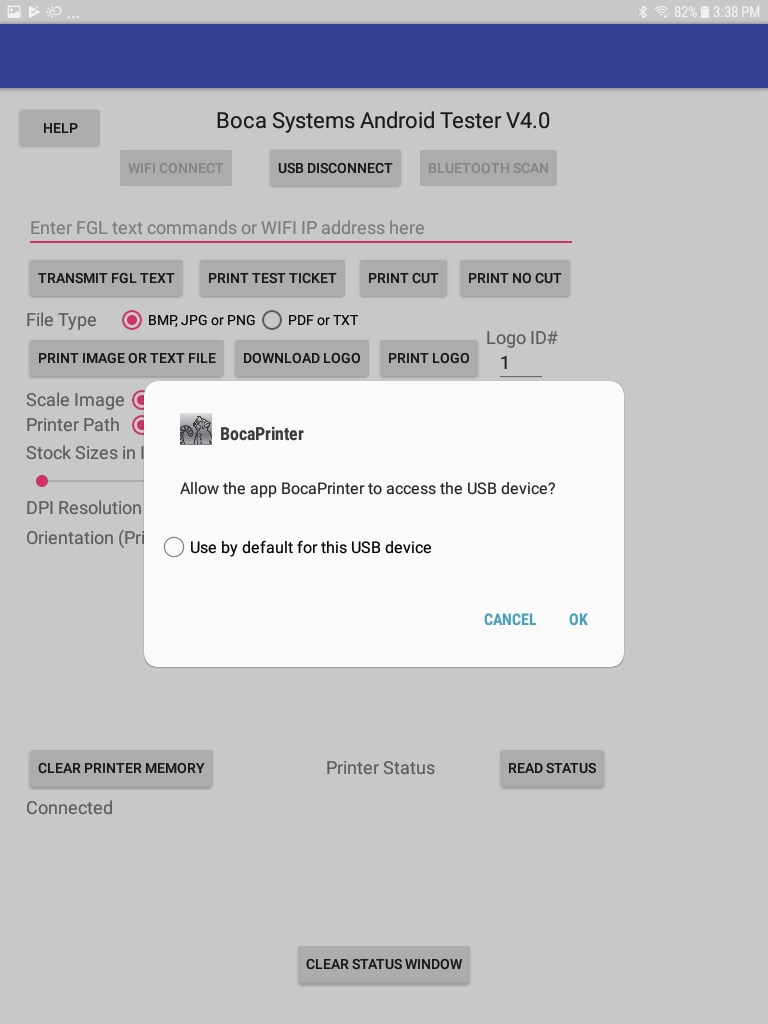 ... 82% 3:38 PM
HELP
Boca Systems Android Tester V4.0
WIFI CONNECT USB DISCONNECT BLUETOOTH SCAN
Enter FGL text commands or WIFI IP address here
TRANSMIT FGL TEXT PRINT TEST TICKET PRINT CUT PRINT NO CUT
File Type BMP, JPG or PNG PDF or TXT
Logo ID#
PRINT IMAGE OR TEXT FILE DOWNLOAD LOGO PRINT LOGO 1
Scale Image
Printer Path
Stock Sizes in
DPI Resolution
Orientation (Pri
BocaPrinter
Allow the app BocaPrinter to access the USB device?
Use by default for this USB device
CANCEL OK
CLEAR PRINTER MEMORY Printer Status READ STATUS
Connected
CLEAR STATUS WINDOW